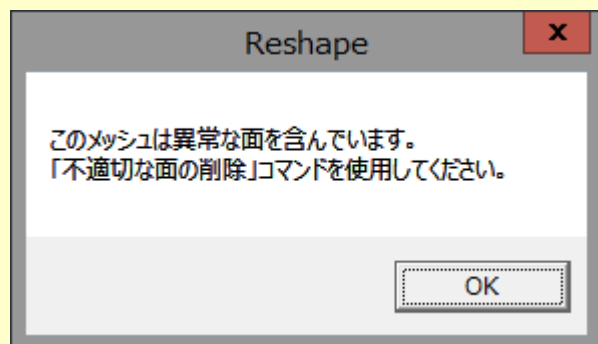 Reshape
x
このメッシュは異常な面を含んでいます。
「不適切な面の削除」コマンドを使用してください。
OK